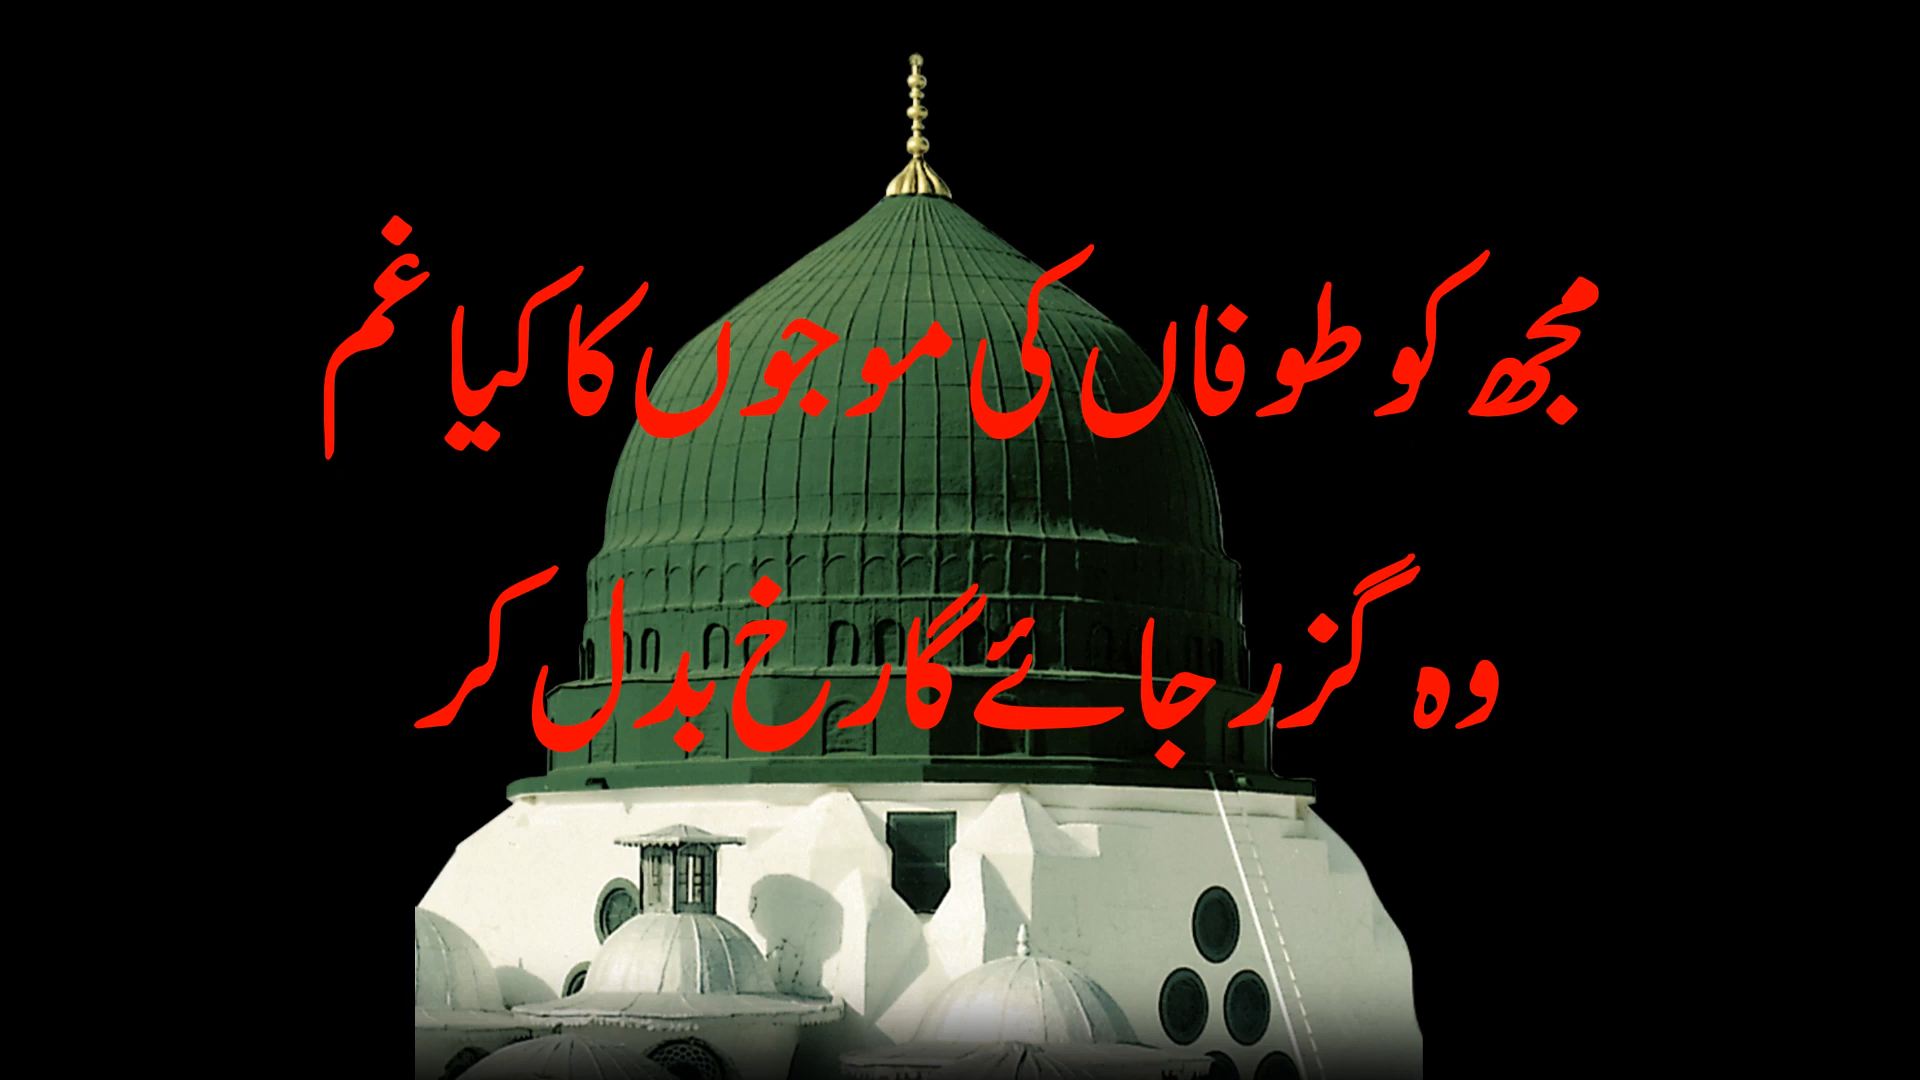 مجھ کو طوفاں کی موجوں کا کیا غم
وہ گزر جائے گا رخ بدل کر